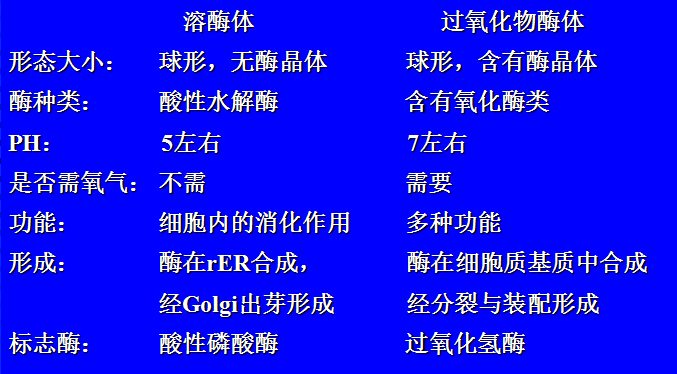 溶酶体 过氧化物酶体
形态大小： 球形，无酶晶体 球形，含有酶晶体
酶种类： 酸性水解酶 含有氧化酶类
PH： 5左右 7左右
是否需氧气： 不需 需要
功能： 细胞内的消化作用 多种功能
形成： 酶在rER合成， 酶在细胞质基质中合成
经Golgi出芽形成 经分裂与装配形成
标志酶： 酸性磷酸酶 过氧化氢酶